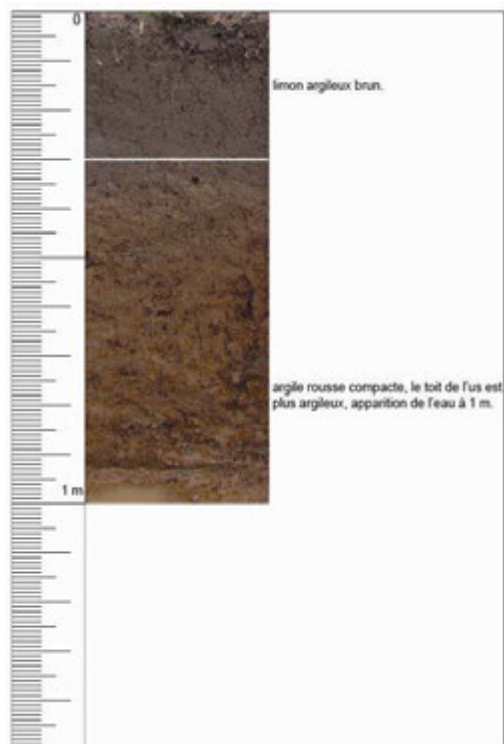 0
limon argileux brun.
argile rousse compacte, le toit de l'us est
plus argileux, apparition de l'eau à 1 m.
1 m